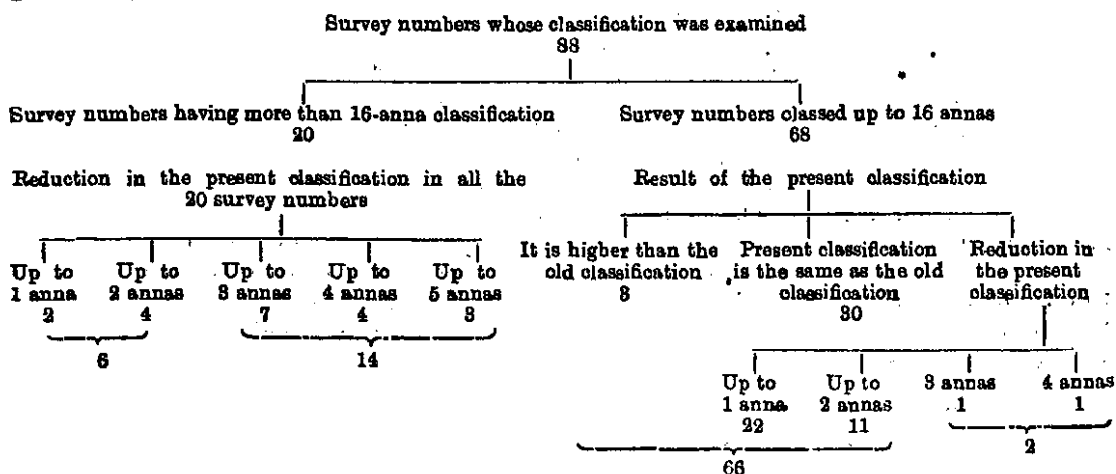 Survey numbers whose classification was examined
88
Survey numbers having more than 16-anna classification
20
Survey numbers classed up to 16 annas
68
Reduction in the present classification in all the
20 survey numbers
Up to
1 anna
2
Up to
2 annas
4
Up to
3 annas
7
Up to
4 annas
4
Up to
5 annas
3
6
14
Result of the present classification
It is higher than the
old classification
3
Present classification
is the same as the old
classification
30
Reduction in
the present
classification
Up to
1 anna
22
Up to
2 annas
11
3 annas
1
4 annas
1
66
2